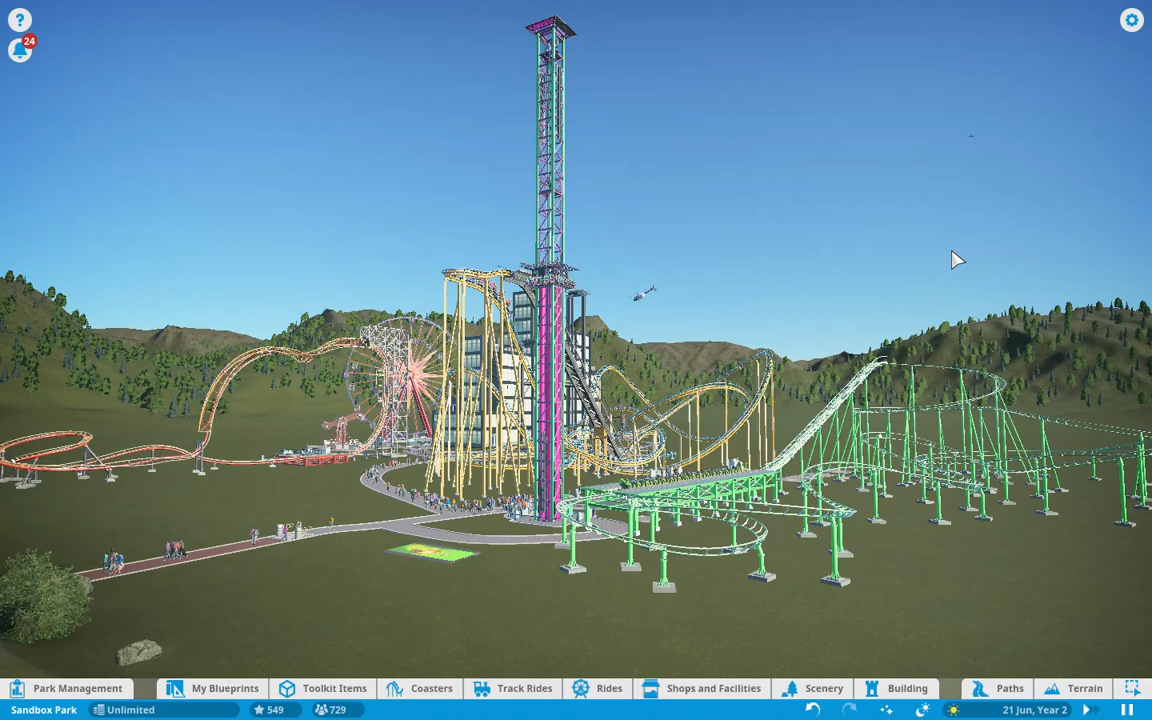 ?
24
Park Management
My Blueprints
Toolkit Items
Coasters
Track Rides
Rides
Shops and Facilities
Scenery
Building
Paths
Terrain
Sandbox Park
Unlimited
549
729
21 Jun, Year 2